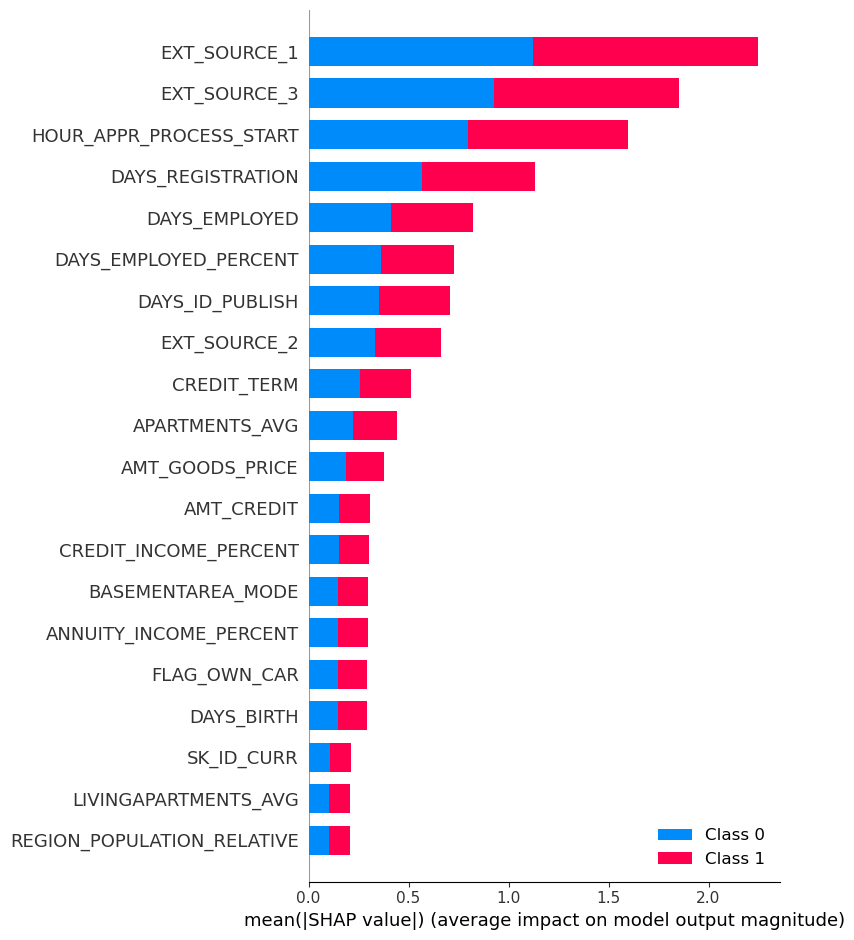 EXT_SOURCE_1
EXT_SOURCE_3
HOUR_APPR_PROCESS_START
DAYS_REGISTRATION
DAYS_EMPLOYED
DAYS_EMPLOYED_PERCENT
DAYS_ID_PUBLISH
EXT_SOURCE_2
CREDIT_TERM
APARTMENTS_AVG
AMT_GOODS_PRICE
AMT_CREDIT
CREDIT_INCOME_PERCENT
BASEMENTAREA_MODE
ANNUITY_INCOME_PERCENT
FLAG_OWN_CAR
DAYS_BIRTH
SK_ID_CURR
LIVINGAPARTMENTS_AVG
REGION_POPULATION_RELATIVE
Class 0
Class 1
0.0 0.5 1.0 1.5 2.0
mean(|SHAP value|) (average impact on model output magnitude)